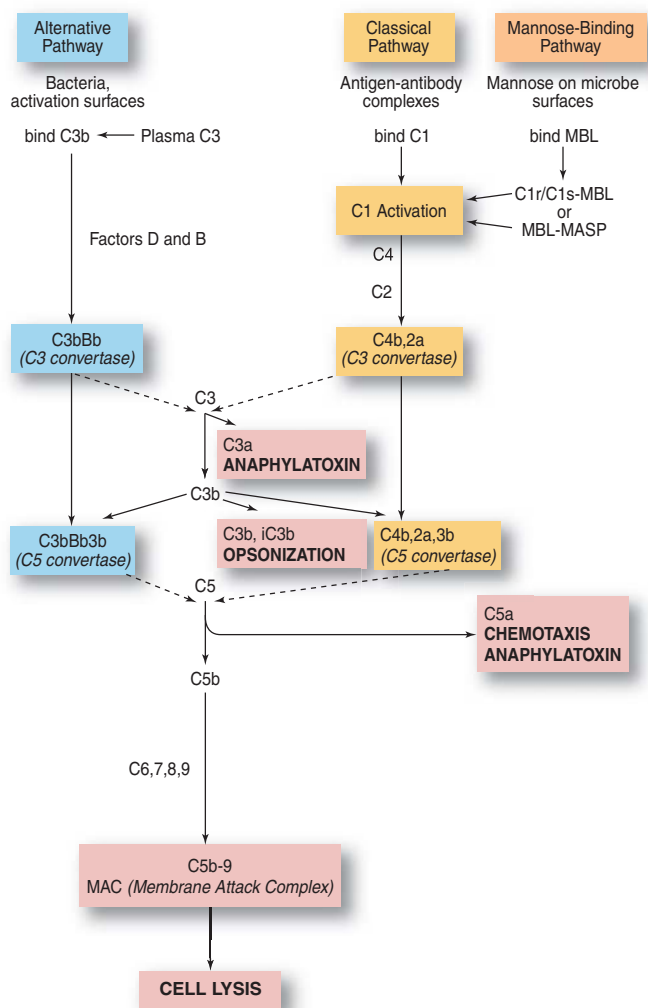 Alternative
Pathway
Classical
Pathway
Mannose-Binding
Pathway
Bacteria,
activation surfaces
Antigen-antibody
complexes
Mannose on microbe
surfaces
bind C3b
Plasma C3
bind C1
bind MBL
C1 Activation
C1r/C1s-MBL
or
MBL-MASP
Factors D and B
C4
C2
C3bBb
(C3 convertase)
C4b,2a
(C3 convertase)
C3
C3a
ANAPHYLATOXIN
C3b
C3bBb3b
(C5 convertase)
C3b, iC3b
OPSONIZATION
C4b,2a,3b
(C5 convertase)
C5
C5a
CHEMOTAXIS
ANAPHYLATOXIN
C5b
C6,7,8,9
C5b-9
MAC (Membrane Attack Complex)
CELL LYSIS